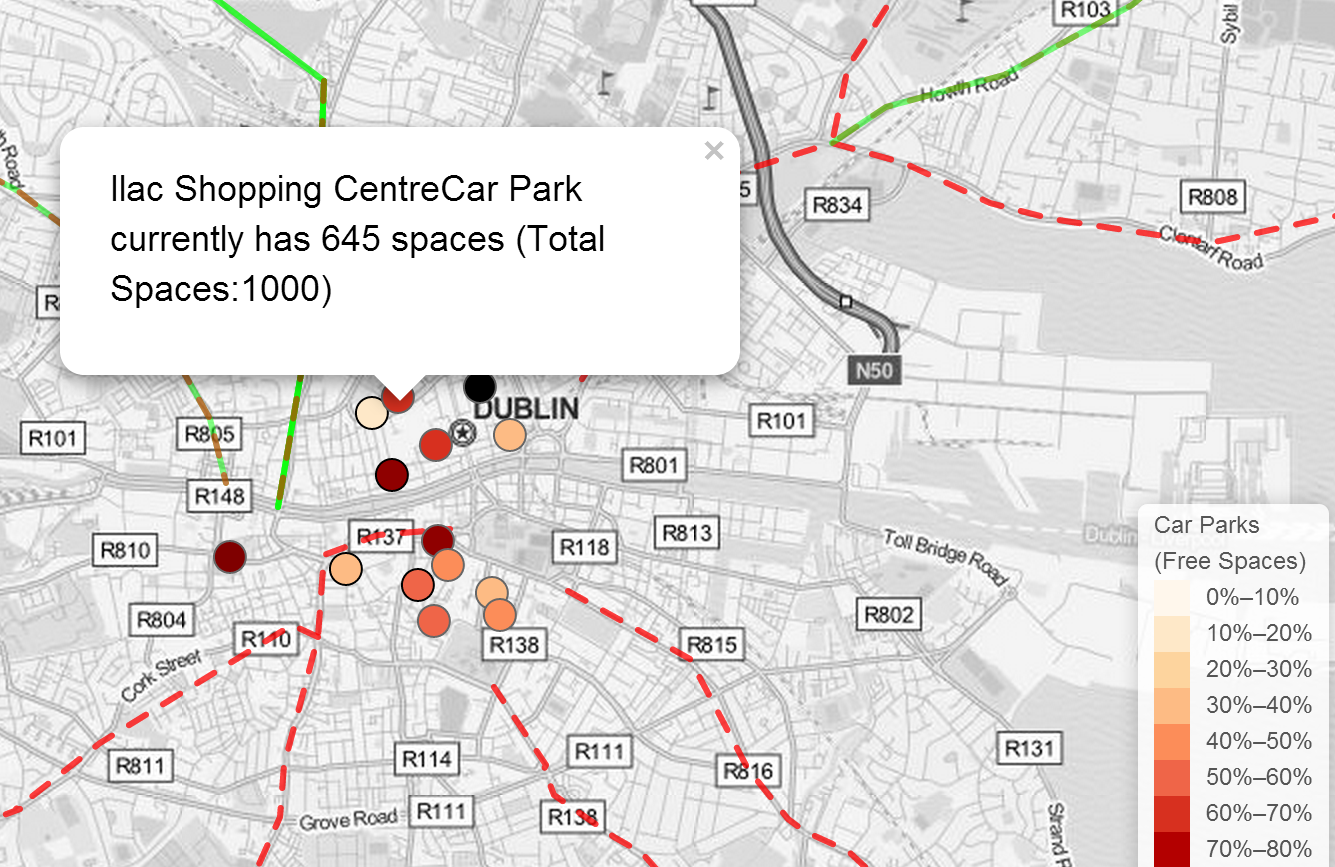 R103
Sybil
Howth Road
h Road
Ilac Shopping CentreCar Park
currently has 645 spaces (Total
Spaces:1000)
×
5
R834
R808
Clontarf Road
R
N50
DUBLIN
R101
R805
R101
R801
R148
R137
R813
R810
R118
Toll Bridge Road
R804
R110
R138
R815
R802
Cork Street
R811
R114
R111
R816
R131
Grove Road
R111
R138
Strand R
Car Parks
(Free Spaces)
0%–10%
10%–20%
20%–30%
30%–40%
40%–50%
50%–60%
60%–70%
70%–80%